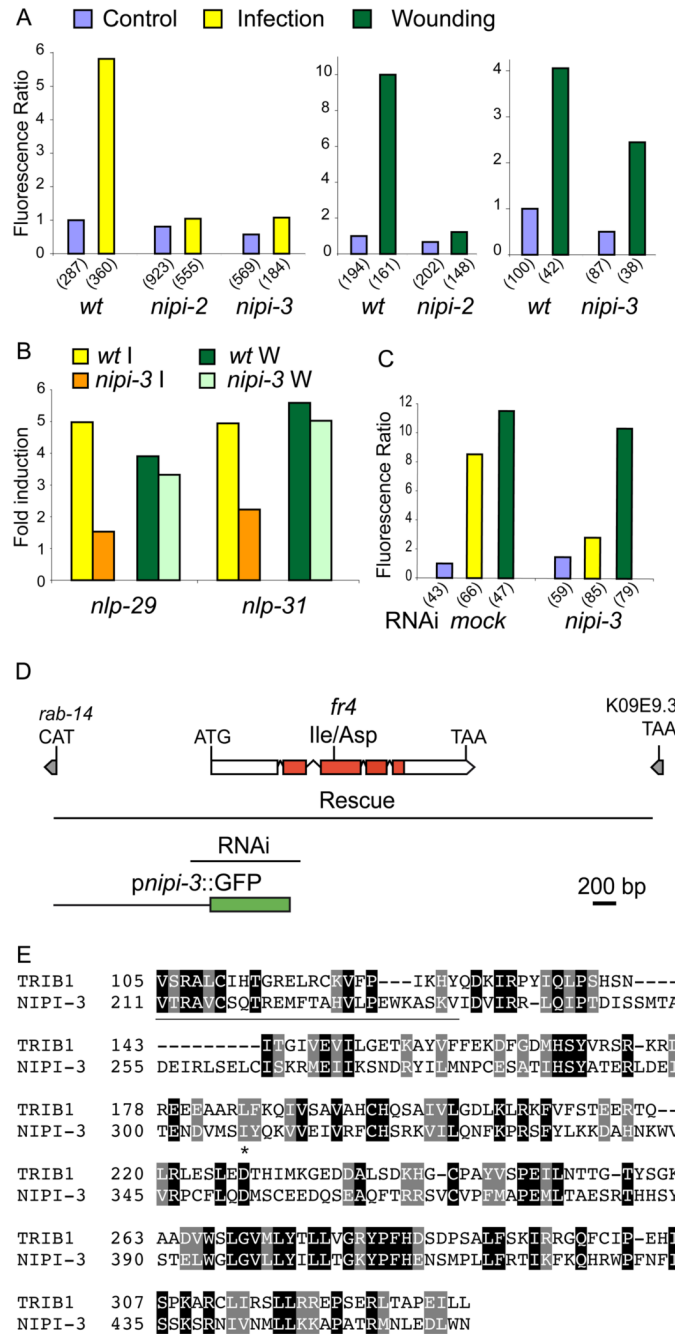 A
Control Infection Wounding
Fluorescence Ratio
6
5
4
3
2
1
0
10
8
6
4
2
0
4
3
2
1
0
(287) (360) (923) (555) (569) (184) (194) (161) (202) (148) (100) (42) (87) (38)
wt nipi-2 nipi-3 wt nipi-2 wt nipi-3
B
wt I wt W
nipi-3 I nipi-3 W
Fold induction
6
5
4
3
2
1
0
nlp-29 nlp-31
C
Fluorescence Ratio
12
10
8
6
4
2
0
(43) (66) (47) (59) (85) (79)
RNAi mock nipi-3
D
rab-14
CAT
ATG
fr4
Ile/Asp
TAA
K09E9.3
TAA
Rescue
RNAi
pnipi-3::GFP
200 bp
E
TRIB1 105 VSRALCIHTGRELRCKVFP---IKHYQDKIRPYIQLPSHSN----
NIPI-3 211 VTRAVCSQTREMFTAHVLPEWKASKVIDVIRR-LQIPTDISSMTA
TRIB1 143 ----------ITGIVEVILGETKAYVFFEKDFGDMHSYVRSR-KRL
NIPI-3 255 DEIRLSELCISKRMEIIKSNDRYILMNPCESATIHSYATERLDEL
TRIB1 178 REEEAARLFKQIVSAVAHCHQSAIVLGDLKLRKFVFSTEERTQ--
NIPI-3 300 TENDVMSIYQKVVEIVRFCHSRKVILQNFKPRSFYLKKDAHNKWV
*
TRIB1 220 LRLESLEDTHIMKGEDDALSDKHG-CPAYVSPEILNTTG-TYSGK
NIPI-3 345 VRPCFLQDMSCEEDQSEAQFTRRSVCVPFMAPEMLTAESRTHHSY
TRIB1 263 AADVWSLGVMLYTLLVGRYPFHDSDPSALFSKIRRGQFCIP-EHI
NIPI-3 390 STELWGLGVLLYILLTGKYPFHENSMPLLFRTIKFKQHRWPFNFI
TRIB1 307 SPKARCLIRSLLRREPSERLTAPEILL
NIPI-3 435 SSKSRNIVNMLLKKAPATRMNLEDLWN